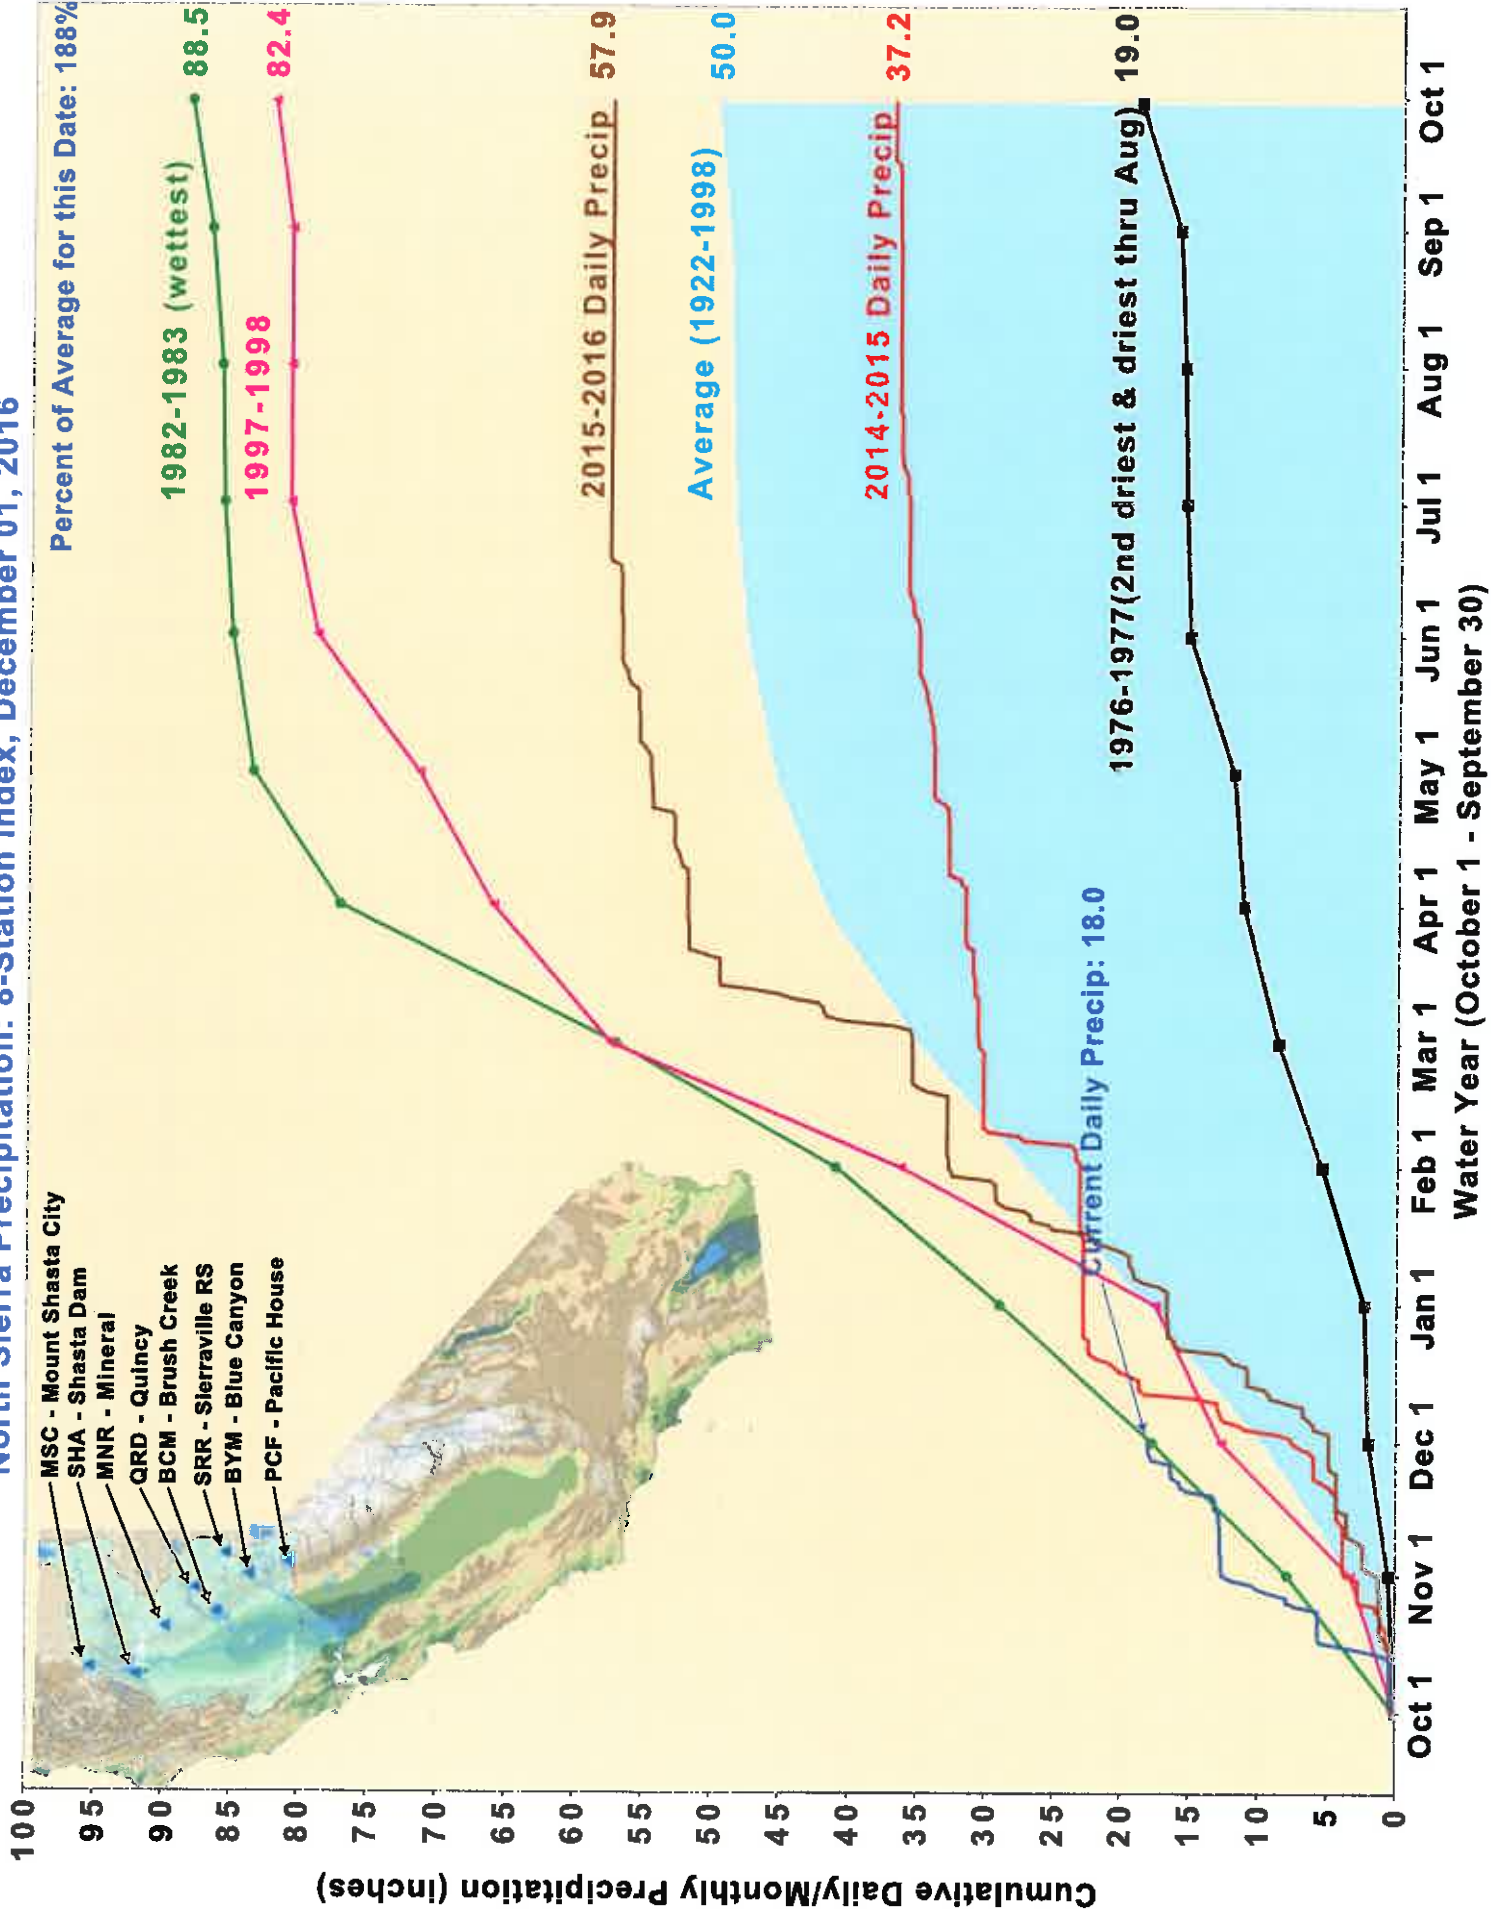 North Sierra Precipitation: 8-Station Index, December 01, 2016
Percent of Average for this Date: 188%
MSC - Mount Shasta City
SHA - Shasta Dam
MNR - Mineral
QRD - Quincy
BCM - Brush Creek
SRR - Sierraville RS
BYM - Blue Canyon
PCF - Pacific House
1982-1983 (wettest)
88.5
1997-1998
82.4
2015-2016 Daily Precip
57.9
Average (1922-1998)
50.0
2014-2015 Daily Precip
37.2
Current Daily Precip: 18.0
1976-1977(2nd driest & driest thru Aug)
19.0
Cumulative Daily/Monthly Precipitation (inches)
100
95
90
85
80
75
70
65
60
55
50
45
40
35
30
25
20
15
10
5
0
Oct 1 Nov 1 Dec 1 Jan 1 Feb 1 Mar 1 Apr 1 May 1 Jun 1 Jul 1 Aug 1 Sep 1 Oct 1
Water Year (October 1 - September 30)